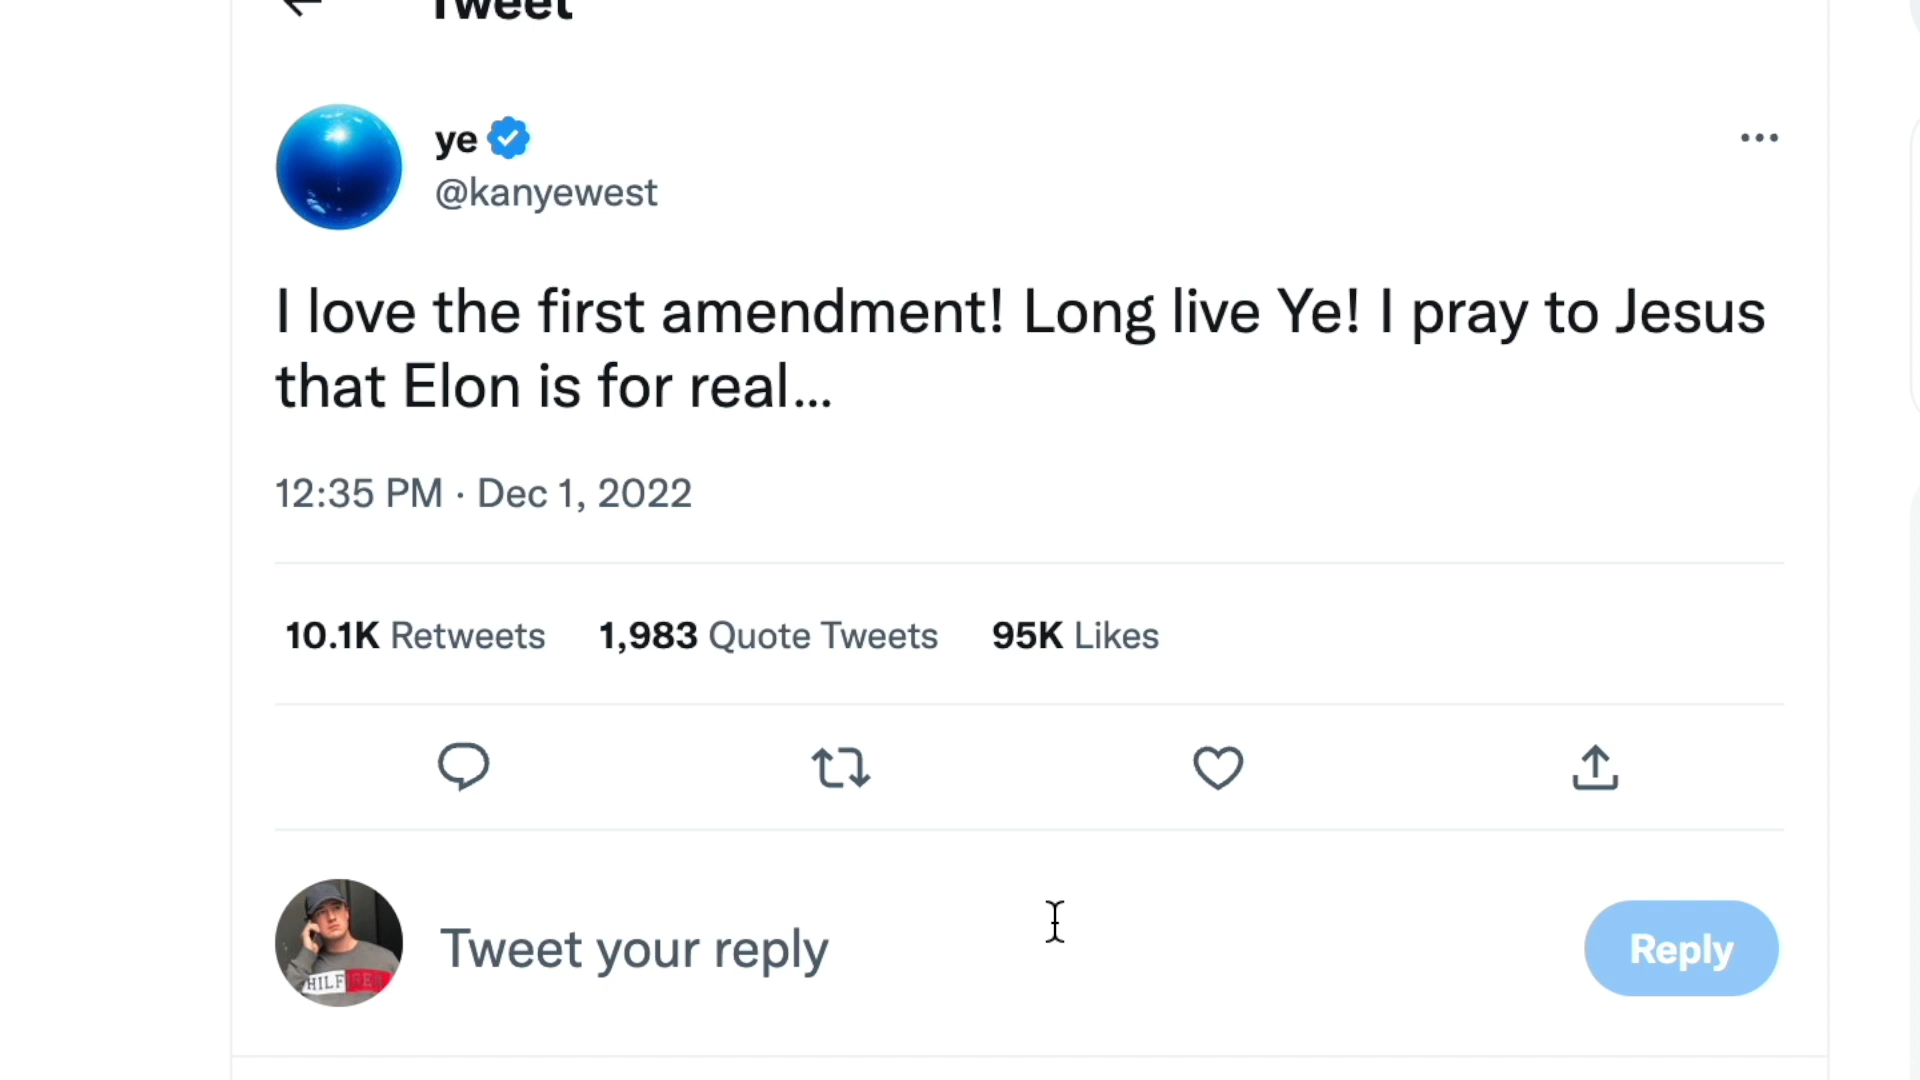 Tweet
ye
@kanyewest
I love the first amendment! Long live Ye! I pray to Jesus
that Elon is for real...
12:35 PM · Dec 1, 2022
10.1K Retweets 1,983 Quote Tweets 95K Likes
HILFIGER
Tweet your reply
Reply